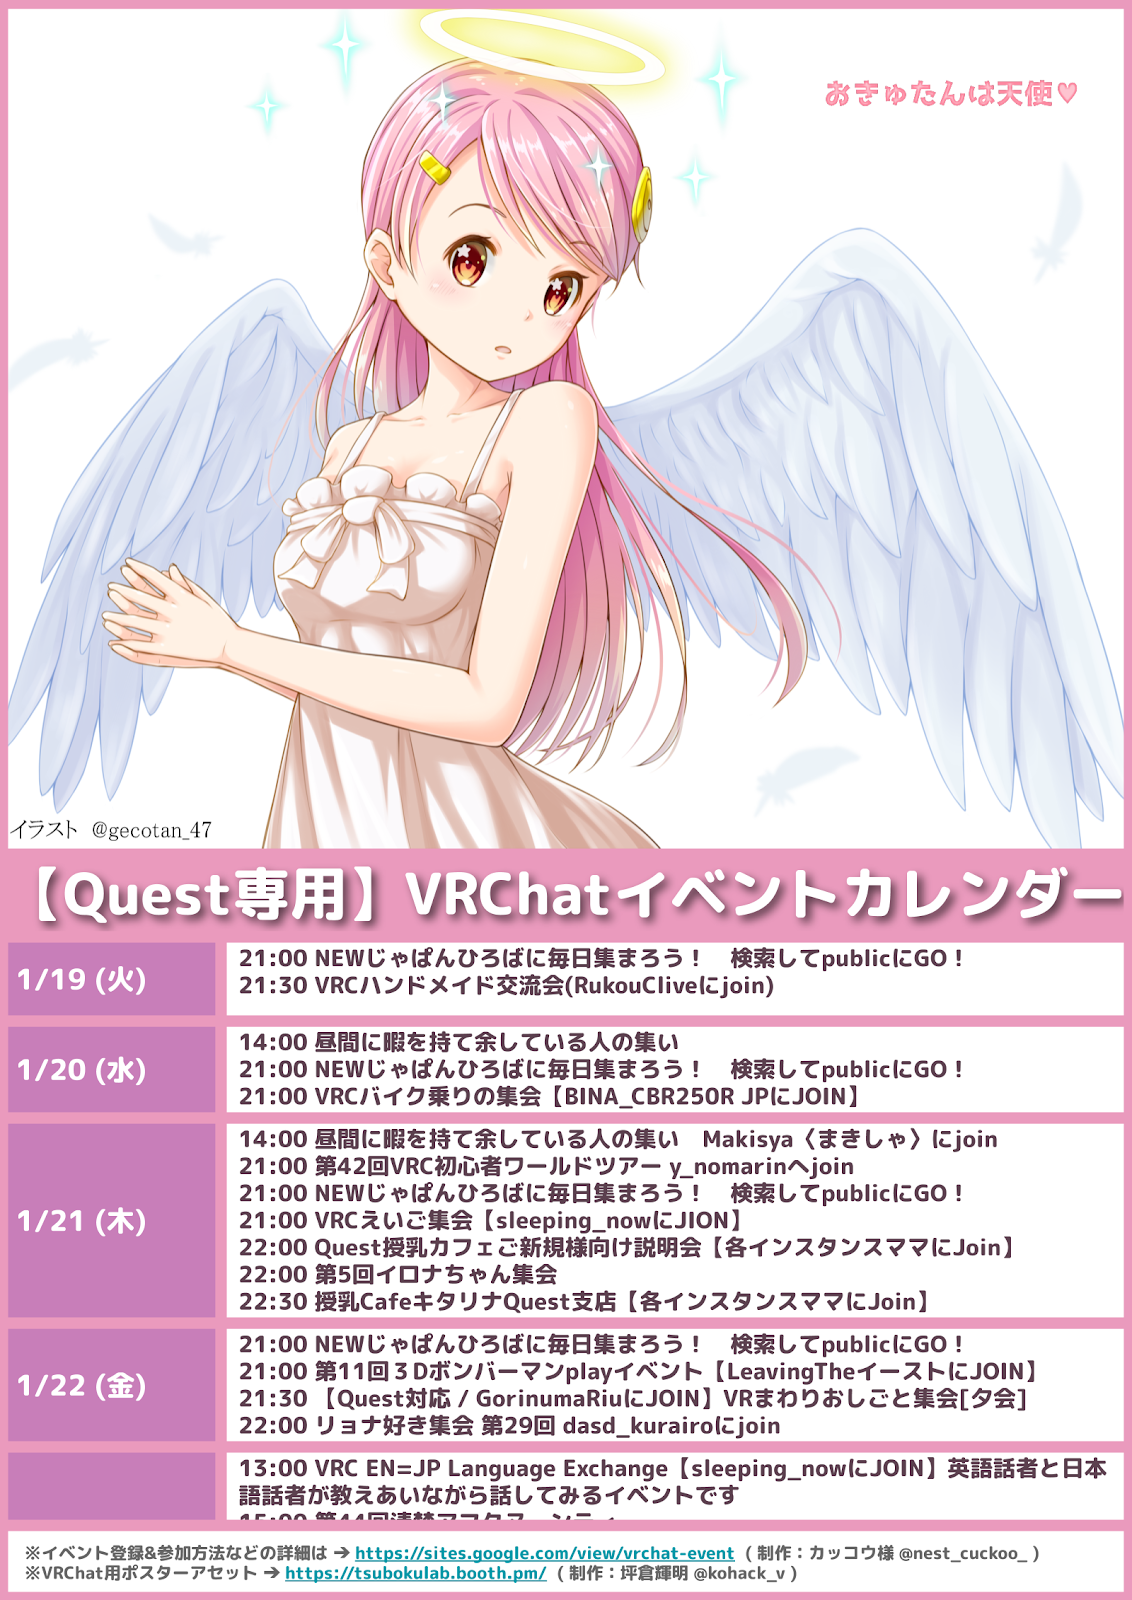 おきゅたんは天使♥
イラスト @gecotan_47
【Quest専用】VRChatイベントカレンダー
1/19 (火)
21:00 NEWじゃぱんひろばに毎日集まろう！　検索してpublicにGO！
21:30 VRCハンドメイド交流会(RukouCliveにjoin)
1/20 (水)
14:00 昼間に暇を持て余している人の集い
21:00 NEWじゃぱんひろばに毎日集まろう！　検索してpublicにGO！
21:00 VRCバイク乗りの集会【BINA_CBR250R JPにJOIN】
1/21 (木)
14:00 昼間に暇を持て余している人の集い　Makisya〈まきしゃ〉にjoin
21:00 第42回VRC初心者ワールドツアー y_nomarinへjoin
21:00 NEWじゃぱんひろばに毎日集まろう！　検索してpublicにGO！
21:00 VRCえいご集会【sleeping_nowにJION】
22:00 Quest授乳カフェご新規様向け説明会【各インスタンスママにJoin】
22:00 第5回イロナちゃん集会
22:30 授乳CafeキタリナQuest支店【各インスタンスママにJoin】
1/22 (金)
21:00 NEWじゃぱんひろばに毎日集まろう！　検索してpublicにGO！
21:00 第11回３Dボンバーマンplayイベント【LeavingTheイーストにJOIN】
21:30 【Quest対応 / GorinumaRiuにJOIN】VRまわりおしごと集会[夕会]
22:00 リョナ好き集会 第29回 dasd_kurairoにjoin
13:00 VRC EN=JP Language Exchange【sleeping_nowにJOIN】英語話者と日本
語話者が教えあいながら話してみるイベントです
15:00 第44回清楚アフタヌーンティ
※イベント登録&参加方法などの詳細は ➔ https://sites.google.com/view/vrchat-event ( 制作：カッコウ様 @nest_cuckoo_ )
※VRChat用ポスターアセット ➔ https://tsubokulab.booth.pm/ ( 制作：坪倉輝明 @kohack_v )